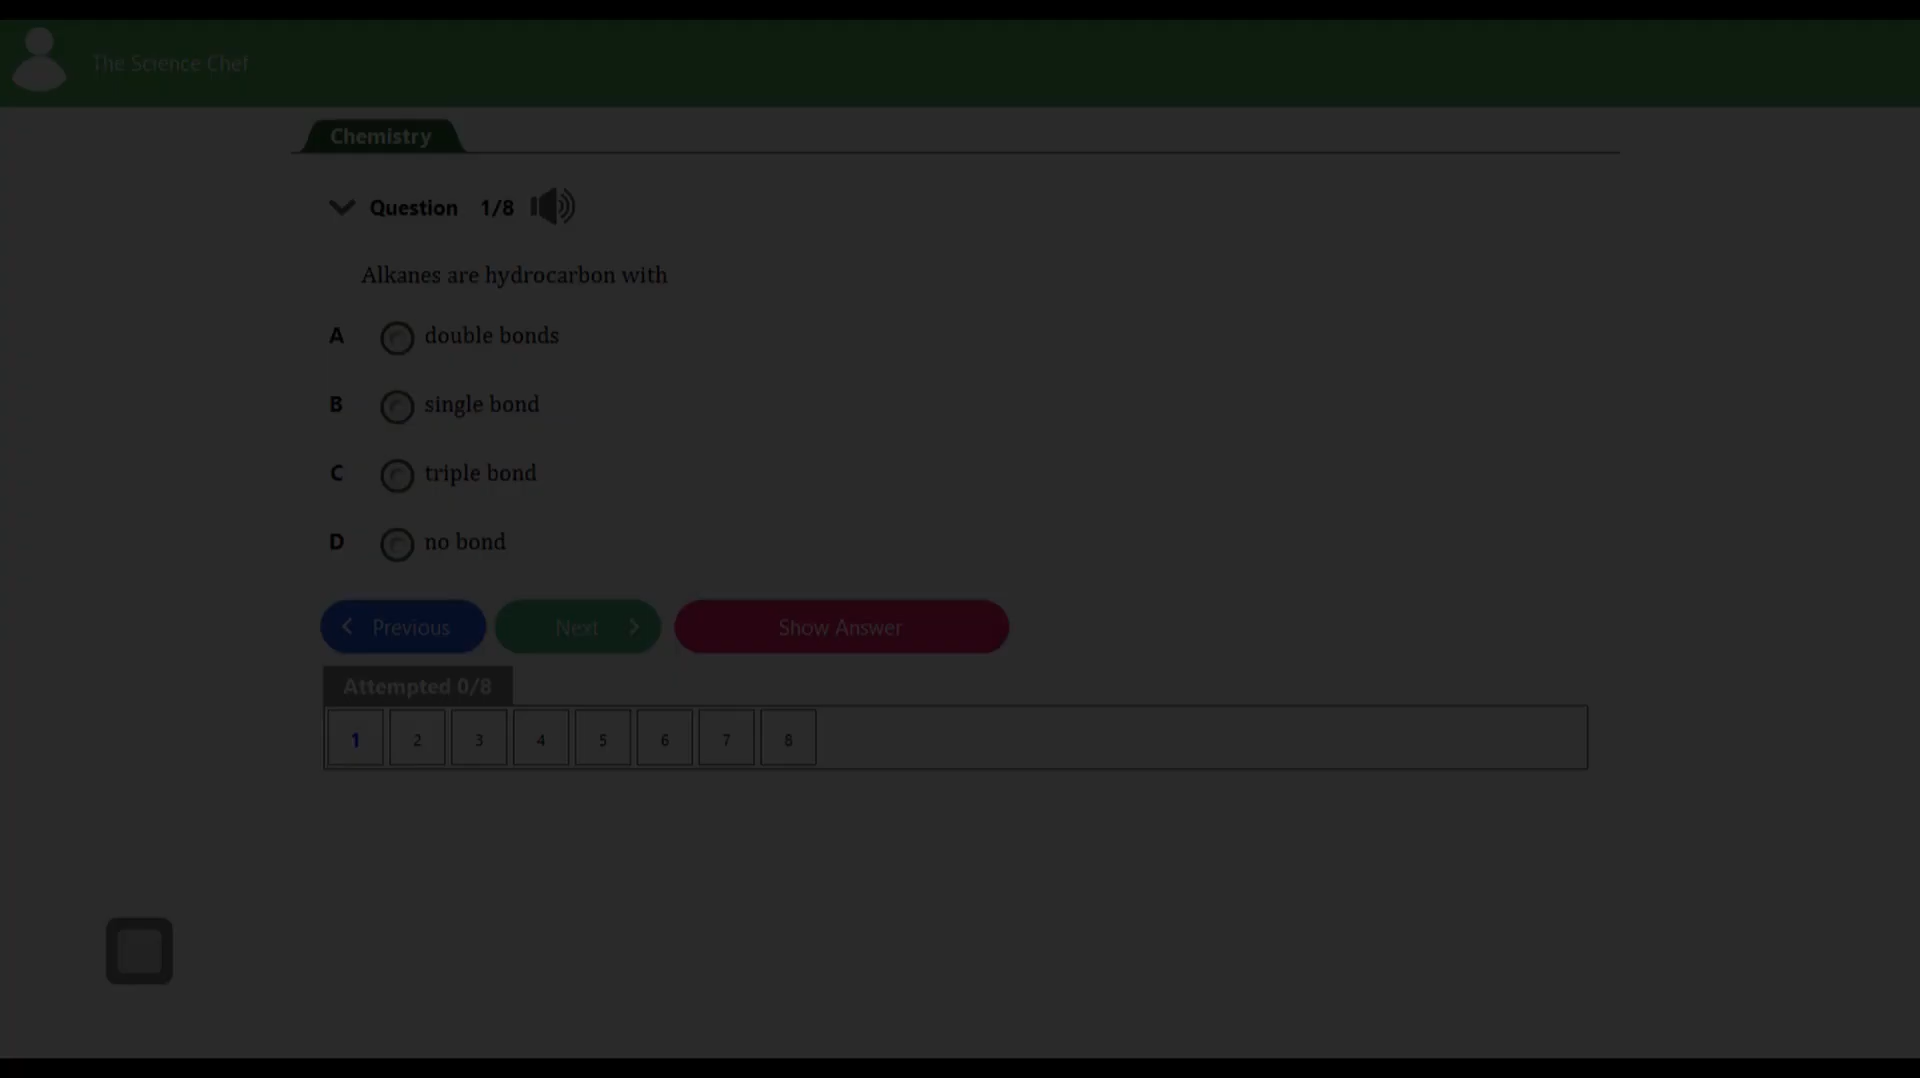 The Science Chef
Chemistry
Question 1/8
Alkanes are hydrocarbon with
A double bonds
B single bond
C triple bond
D no bond
Previous Next Show Answer
Attempted 0/8
1 2 3 4 5 6 7 8